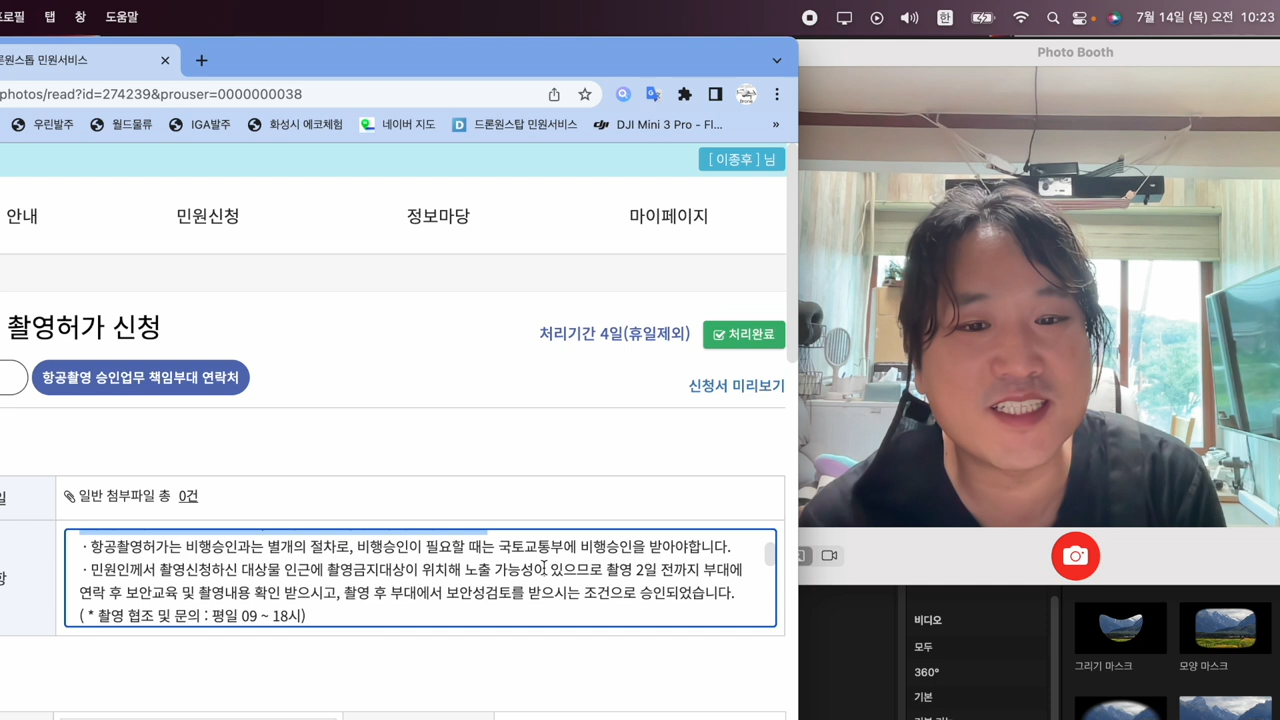 프로필 탭 창 도움말
한
7월 14일 (목) 오전 10:23
론원스톱 민원서비스
Photo Booth
photos/read?id=274239&prouser=0000000038
우린발주 월드물류 IGA발주 화성시 에코체험 네이버 지도 드론원스탑 민원서비스 DJI Mini 3 Pro - Fl... »
[ 이종후 ] 님
안내 민원신청 정보마당 마이페이지
촬영허가 신청
처리기간 4일(휴일제외) 처리완료
항공촬영 승인업무 책임부대 연락처
신청서 미리보기
일
일반 첨부파일 총 0건
· 항공촬영허가는 비행승인과는 별개의 절차로, 비행승인이 필요할 때는 국토교통부에 비행승인을 받아야합니다.
항
· 민원인께서 촬영신청하신 대상물 인근에 촬영금지대상이 위치해 노출 가능성이 있으므로 촬영 2일 전까지 부대에
연락 후 보안교육 및 촬영내용 확인 받으시고, 촬영 후 부대에서 보안성검토를 받으시는 조건으로 승인되었습니다.
( * 촬영 협조 및 문의 : 평일 09 ~ 18시)
비디오
모두
360°
기본
그리기 마스크
모양 마스크